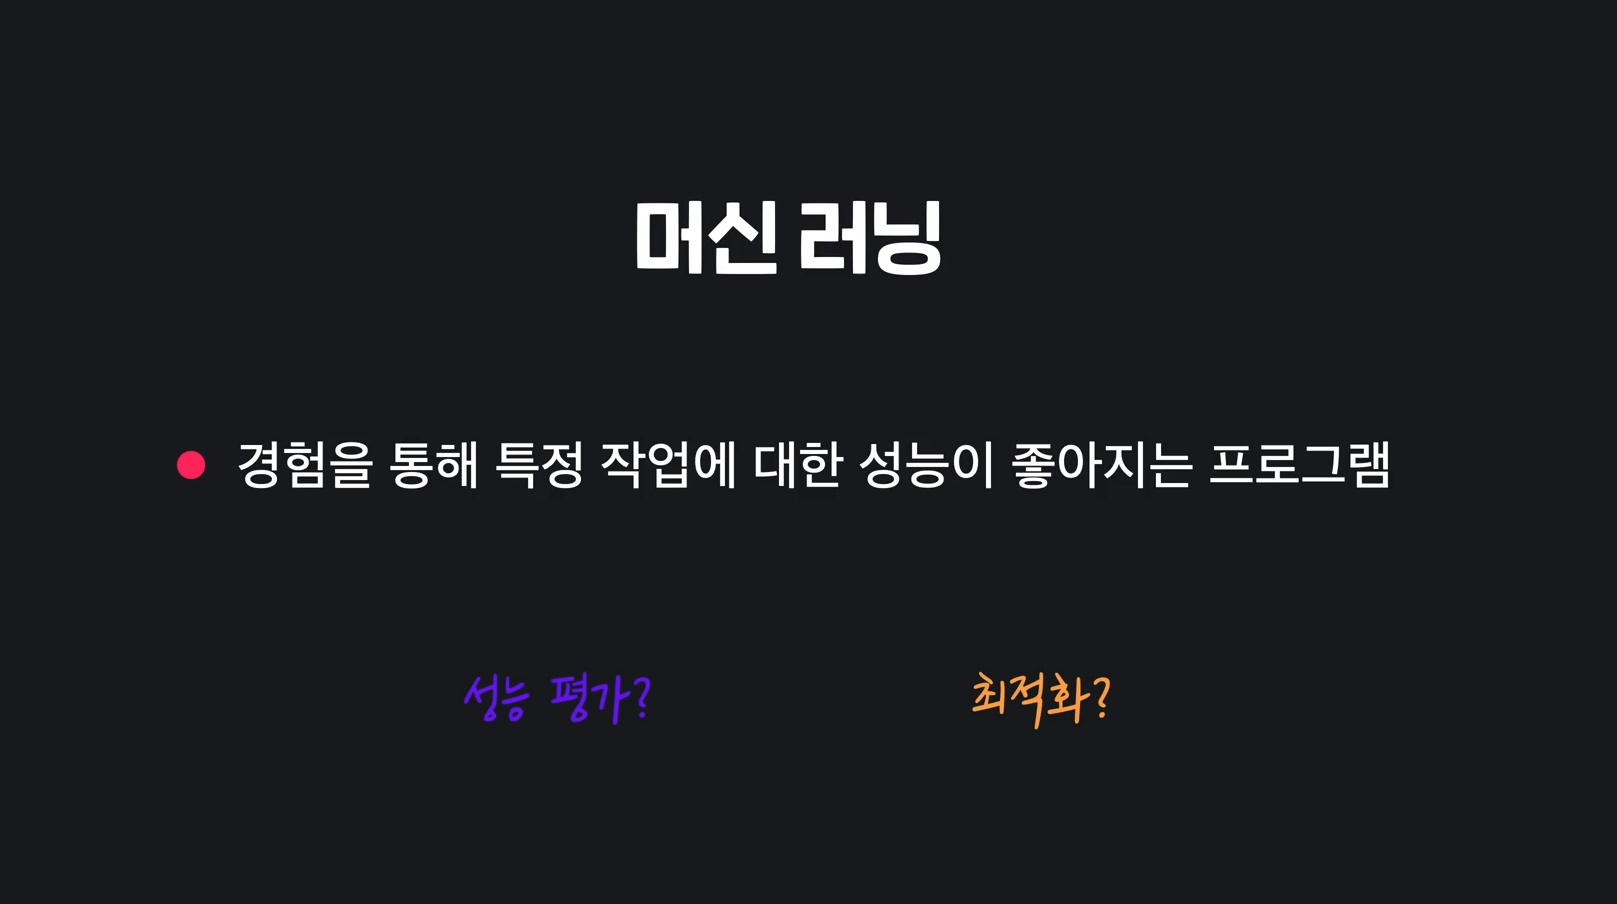 머신 러닝
경험을 통해 특정 작업에 대한 성능이 좋아지는 프로그램
성능 평가? 최적화?